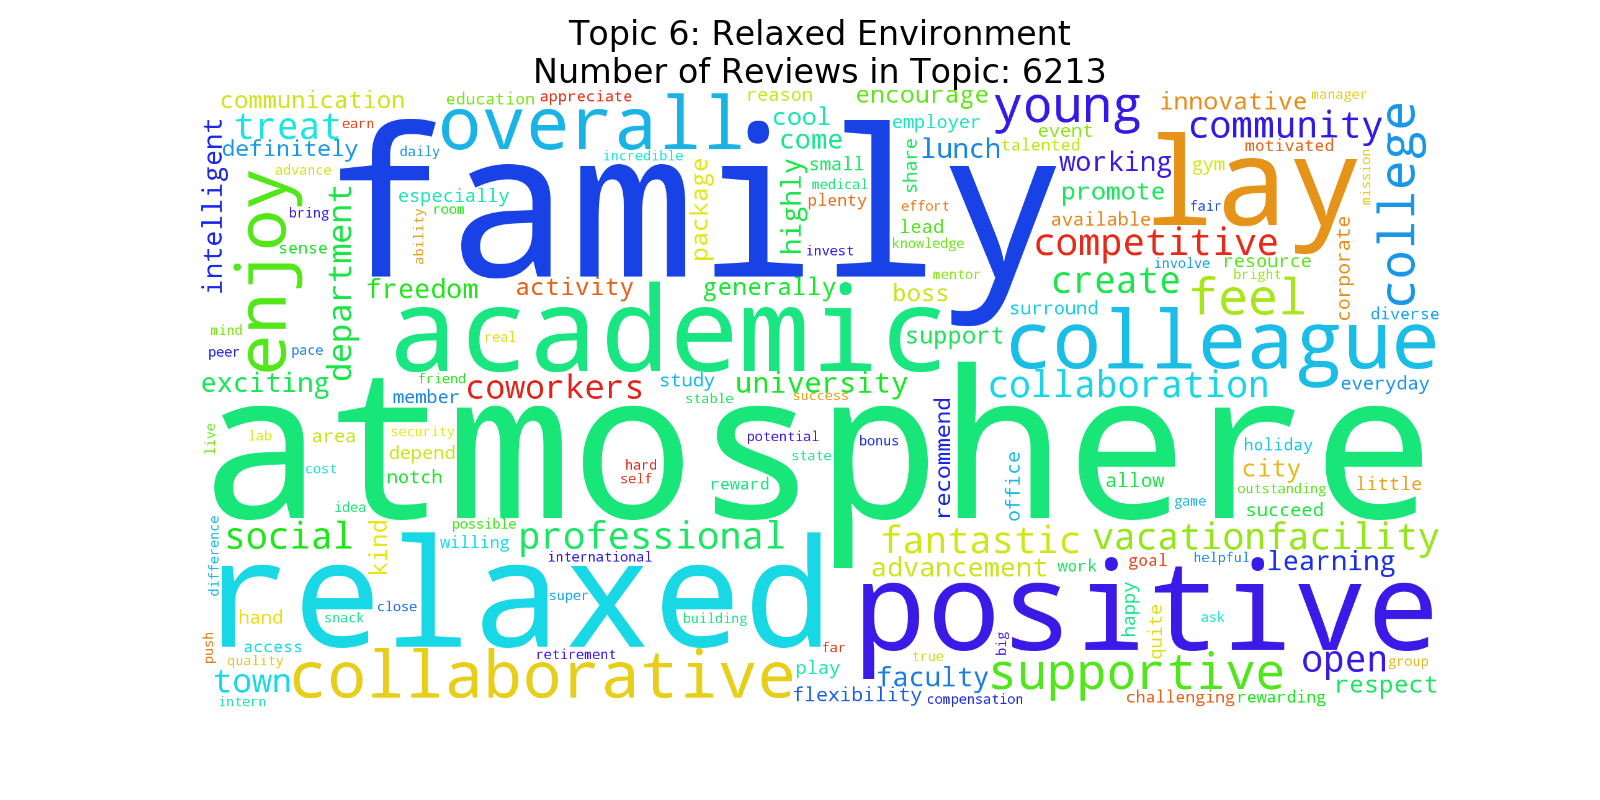 Topic 6: Relaxed Environment
Number of Reviews in Topic: 6213
communication
education
appreciate
reason
encourage
young
innovative
manager
treat
earn
overall
cool
employer
event
community
definitely
daily
family
incredible
come
lunch
talented
working
motivated
college
intelligent
advance
especially
package
small
medical
plenty
share
gym
promote
lay
mission
enjoy
bring
room
ability
highly
effort
lead
available
fair
sense
department
invest
knowledge
competitive
corporate
freedom
activity
generally
mentor
boss
involve
resource
bright
create
feel
academic
surround
diverse
mind
peer
pace
real
support
colleague
exciting
friend
member
coworkers
study
stable
university
success
collaboration
everyday
atmosphere
live
lab
area
security
depend
notch
cost
idea
hard
self
reward
potential
state
bonus
recommend
office
allow
holiday
city
outstanding
little
game
succeed
difference
social
kind
possible
willing
professional
international
fantastic
vacation
facility
advancement
work
goal
helpful
learning
relaxed
super
close
snack
hand
building
positive
happy
quite
ask
big
push
access
quality
town
intern
collaborative
retirement
far
play
flexibility
true
faculty
compensation
supportive
open
group
respect
challenging
rewarding